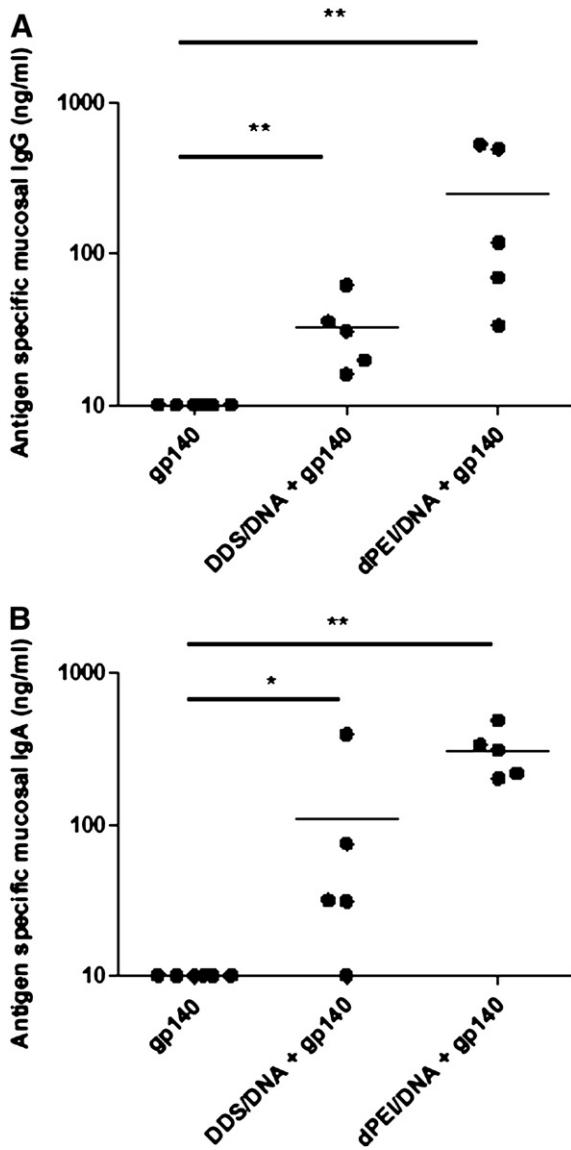 A
**
**
Antigen specific mucosal IgG (ng/ml)
1000
100
10
gp140
DDS/DNA + gp140
dPEI/DNA + gp140
B
**
*
Antigen specific mucosal IgA (ng/ml)
1000
100
10
gp140
DDS/DNA + gp140
dPEI/DNA + gp140